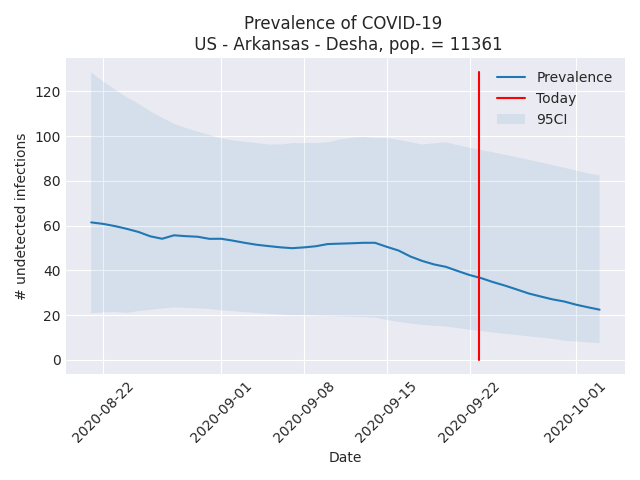 Prevalence of COVID-19
US - Arkansas - Desha, pop. = 11361
Prevalence
Today
95CI
# undetected infections
120
100
80
60
40
20
0
2020-08-22
2020-09-01
2020-09-08
2020-09-15
2020-09-22
2020-10-01
Date